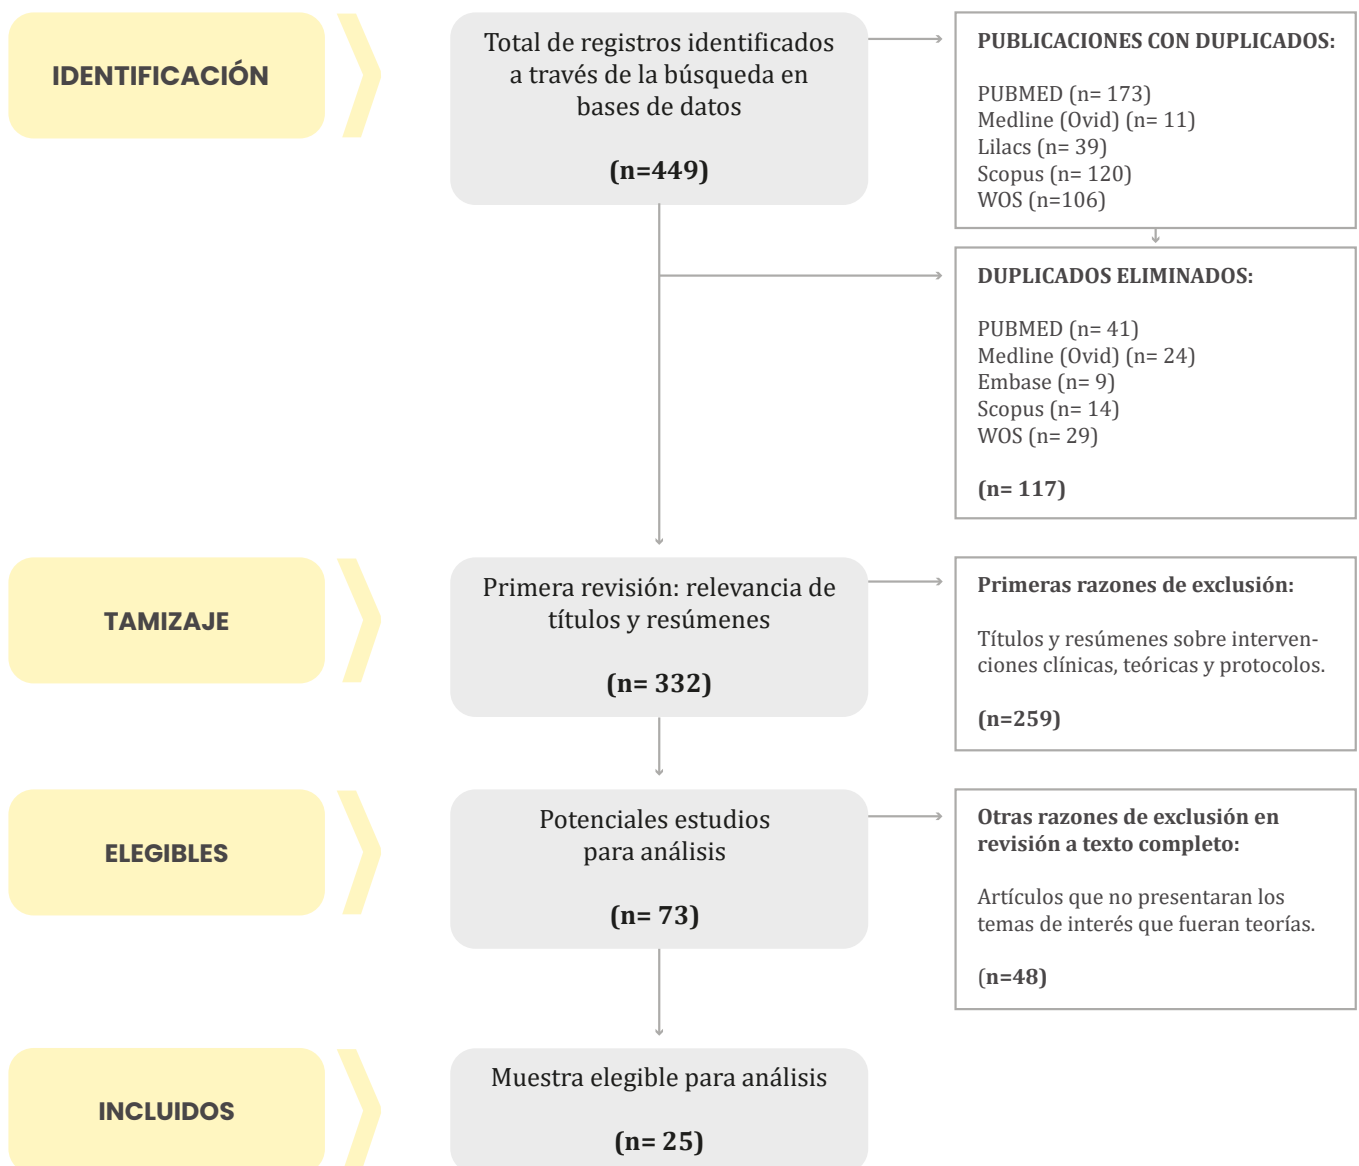 IDENTIFICACIÓN
Total de registros identificados
a través de la búsqueda en
bases de datos
(n=449)
PUBLICACIONES CON DUPLICADOS:
PUBMED (n= 173)
Medline (Ovid) (n= 11)
Lilacs (n= 39)
Scopus (n= 120)
WOS (n=106)
DUPLICADOS ELIMINADOS:
PUBMED (n= 41)
Medline (Ovid) (n= 24)
Embase (n= 9)
Scopus (n= 14)
WOS (n= 29)
(n= 117)
TAMIZAJE
Primera revisión: relevancia de
títulos y resúmenes
(n= 332)
Primeras razones de exclusión:
Títulos y resúmenes sobre interven-
ciones clínicas, teóricas y protocolos.
(n=259)
ELEGIBLES
Potenciales estudios
para análisis
(n= 73)
Otras razones de exclusión en
revisión a texto completo:
Artículos que no presentaran los
temas de interés que fueran teorías.
(n=48)
INCLUIDOS
Muestra elegible para análisis
(n= 25)